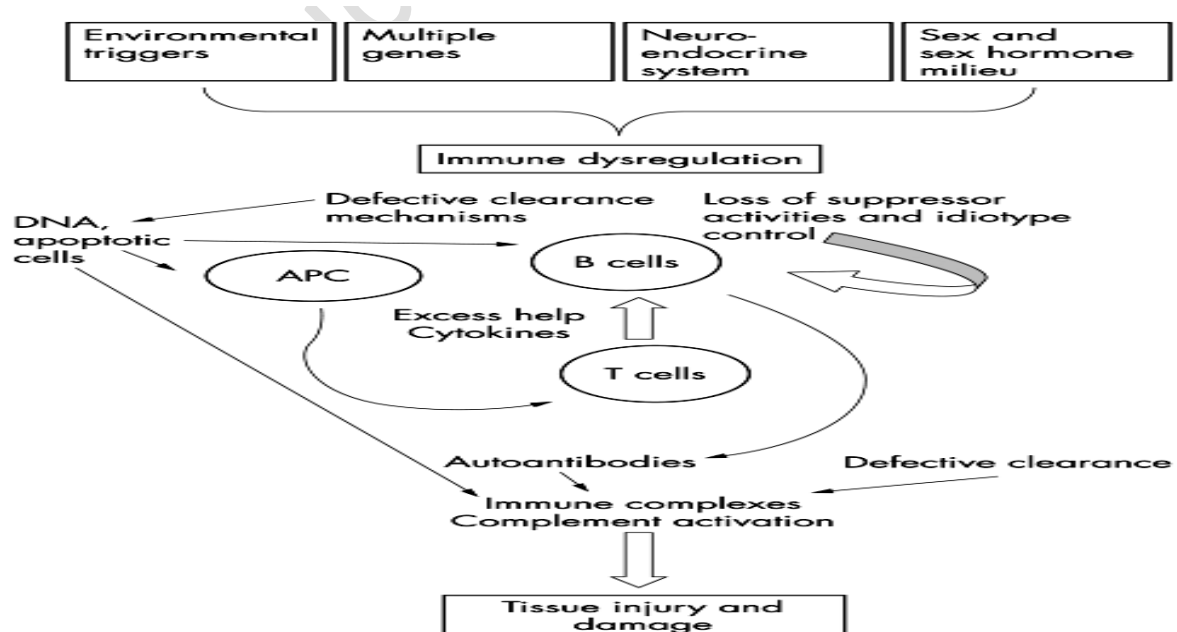 Environmental
triggers
Multiple
genes
Neuro-
endocrine
system
Sex and
sex hormone
milieu
Immune dysregulation
Defective clearance
mechanisms
Loss of suppressor
activities and idiotype
control
DNA,
apoptotic
cells
APC
B cells
Excess help
Cytokines
T cells
Autoantibodies
Defective clearance
Immune complexes
Complement activation
Tissue injury and
damage